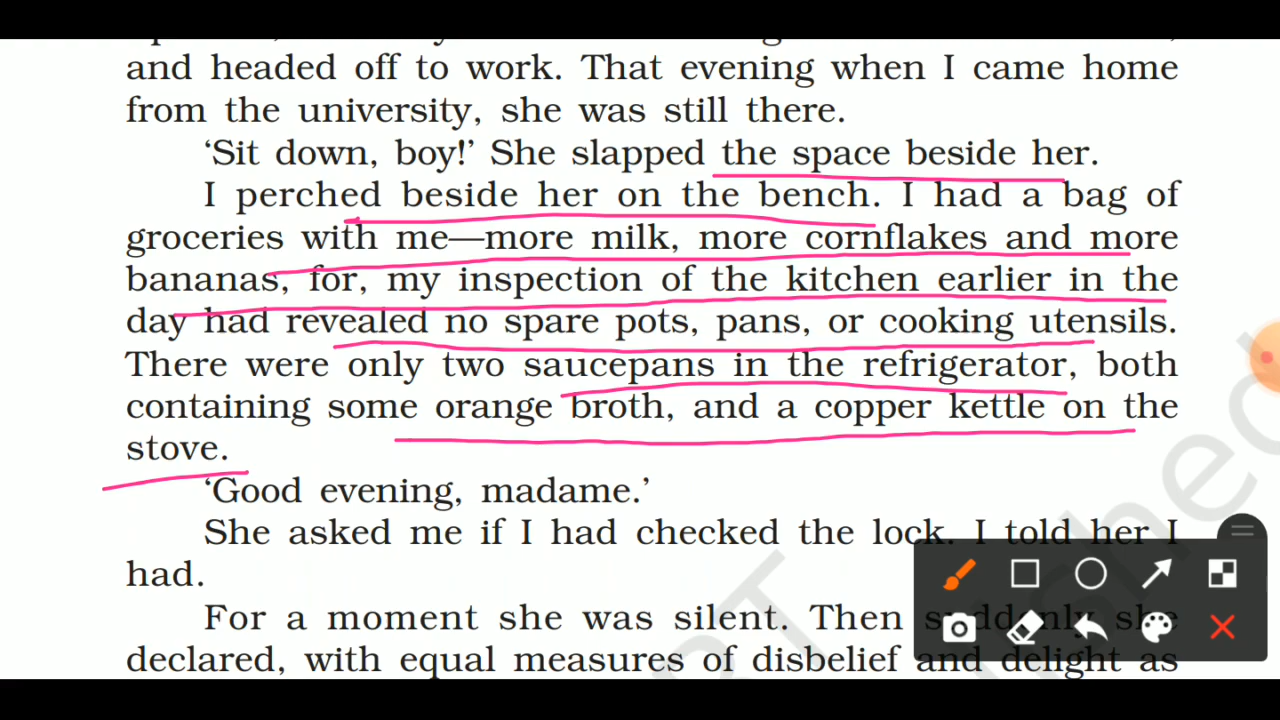 and headed off to work. That evening when I came home
from the university, she was still there.
‘Sit down, boy!’ She slapped the space beside her.
I perched beside her on the bench. I had a bag of
groceries with me—more milk, more cornflakes and more
bananas, for, my inspection of the kitchen earlier in the
day had revealed no spare pots, pans, or cooking utensils.
There were only two saucepans in the refrigerator, both
containing some orange broth, and a copper kettle on the
stove.
‘Good evening, madame.’
She asked me if I had checked the lock. I told her I
had.
For a moment she was silent. Then suddenly she
declared, with equal measures of disbelief and delight as